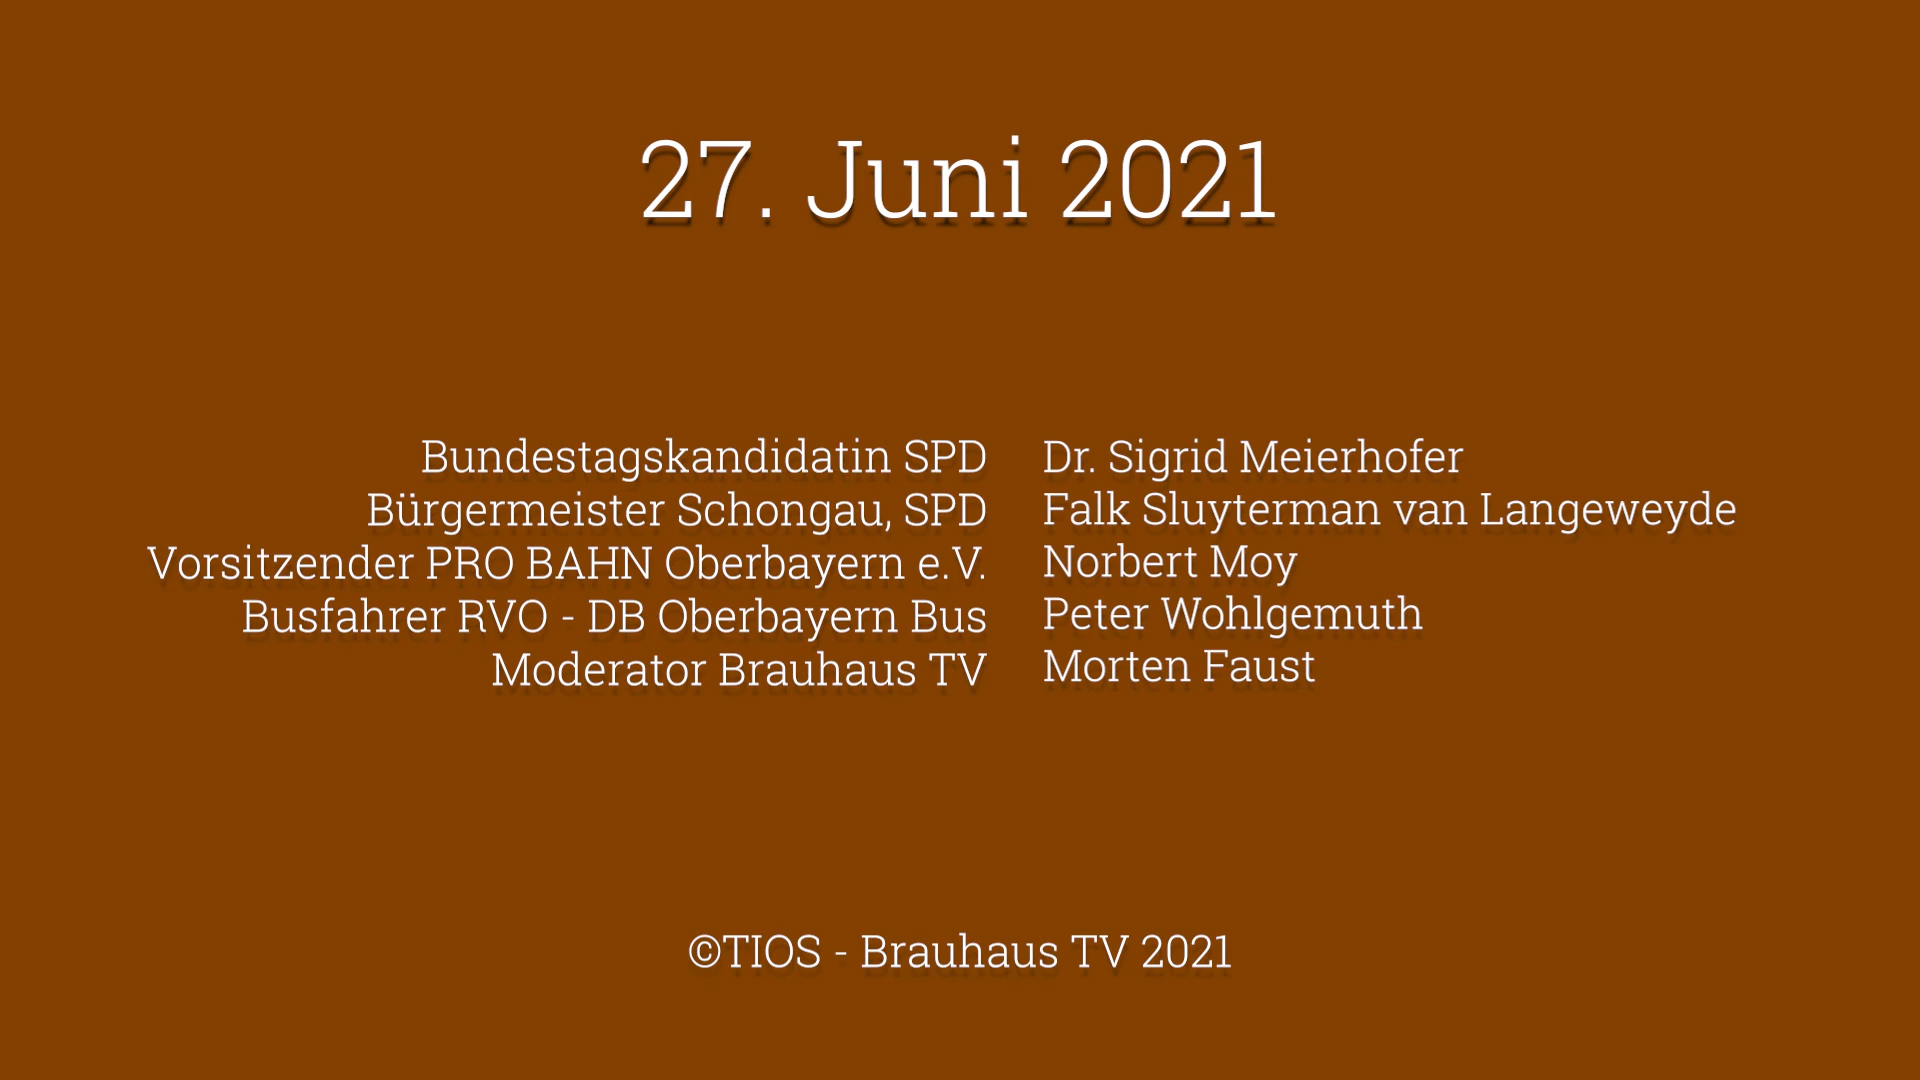 27. Juni 2021
Bundestagskandidatin SPD Dr. Sigrid Meierhofer
Bürgermeister Schongau, SPD Falk Sluyterman van Langeweyde
Vorsitzender PRO BAHN Oberbayern e.V. Norbert Moy
Busfahrer RVO - DB Oberbayern Bus Peter Wohlgemuth
Moderator Brauhaus TV Morten Faust
©TIOS - Brauhaus TV 2021